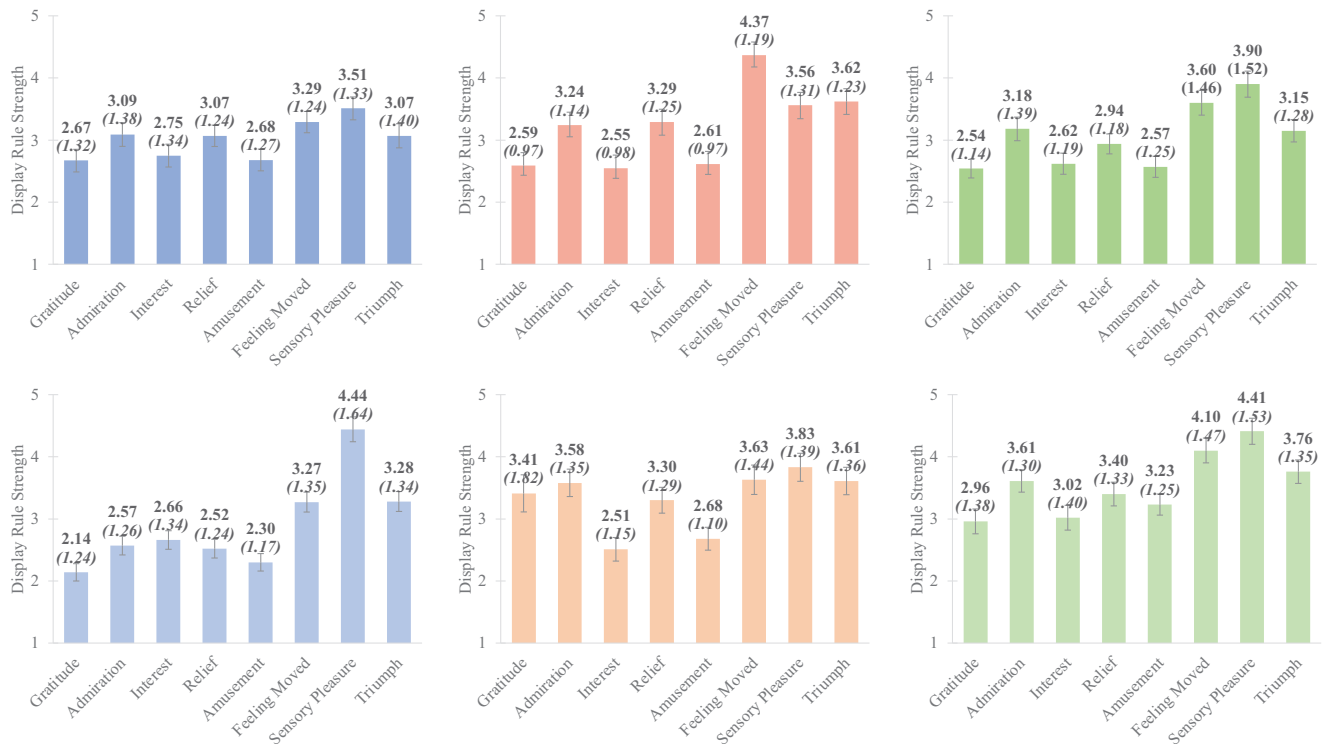 5
4
3
2
1
Display Rule Strength
2.67
(1.32)
3.09
(1.38)
2.75
(1.34)
3.07
(1.24)
2.68
(1.27)
3.29
(1.24)
3.51
(1.33)
3.07
(1.40)
Gratitude
Admiration
Interest
Relief
Amusement
Feeling Moved
Sensory Pleasure
Triumph
5
4
3
2
1
Display Rule Strength
2.59
(0.97)
3.24
(1.14)
2.55
(0.98)
3.29
(1.25)
2.61
(0.97)
4.37
(1.19)
3.56
(1.31)
3.62
(1.23)
Gratitude
Admiration
Interest
Relief
Amusement
Feeling Moved
Sensory Pleasure
Triumph
5
4
3
2
1
Display Rule Strength
2.54
(1.14)
3.18
(1.39)
2.62
(1.19)
2.94
(1.18)
2.57
(1.25)
3.60
(1.46)
3.90
(1.52)
3.15
(1.28)
Gratitude
Admiration
Interest
Relief
Amusement
Feeling Moved
Sensory Pleasure
Triumph
5
4
3
2
1
Display Rule Strength
2.14
(1.24)
2.57
(1.26)
2.66
(1.34)
2.52
(1.24)
2.30
(1.17)
3.27
(1.35)
4.44
(1.64)
3.28
(1.34)
Gratitude
Admiration
Interest
Relief
Amusement
Feeling Moved
Sensory Pleasure
Triumph
5
4
3
2
1
Display Rule Strength
3.41
(1.82)
3.58
(1.35)
2.51
(1.15)
3.30
(1.29)
2.68
(1.10)
3.63
(1.44)
3.83
(1.39)
3.61
(1.36)
Gratitude
Admiration
Interest
Relief
Amusement
Feeling Moved
Sensory Pleasure
Triumph
5
4
3
2
1
Display Rule Strength
2.96
(1.38)
3.61
(1.30)
3.02
(1.40)
3.40
(1.33)
3.23
(1.25)
4.10
(1.47)
4.41
(1.53)
3.76
(1.35)
Gratitude
Admiration
Interest
Relief
Amusement
Feeling Moved
Sensory Pleasure
Triumph